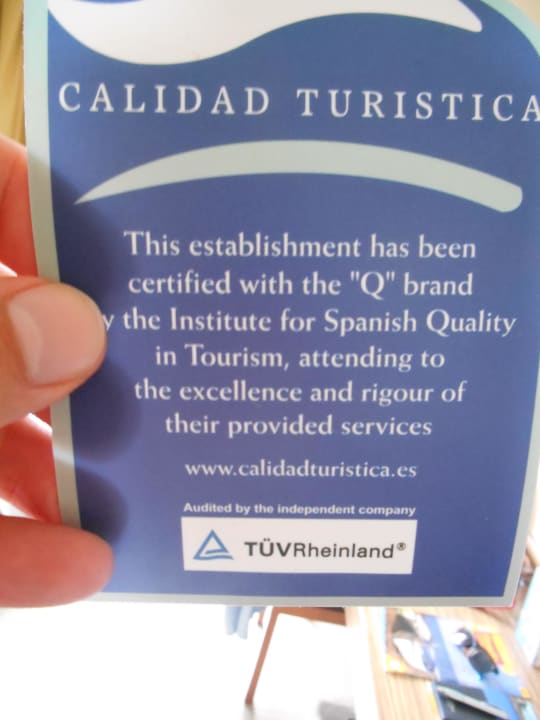 CALIDAD TURISTICA
This establishment has been
certified with the "Q" brand
y the Institute for Spanish Quality
in Tourism, attending to
the excellence and rigour of
their provided services
www.calidadturistica.es
Audited by the independent company
TÜVRheinland®